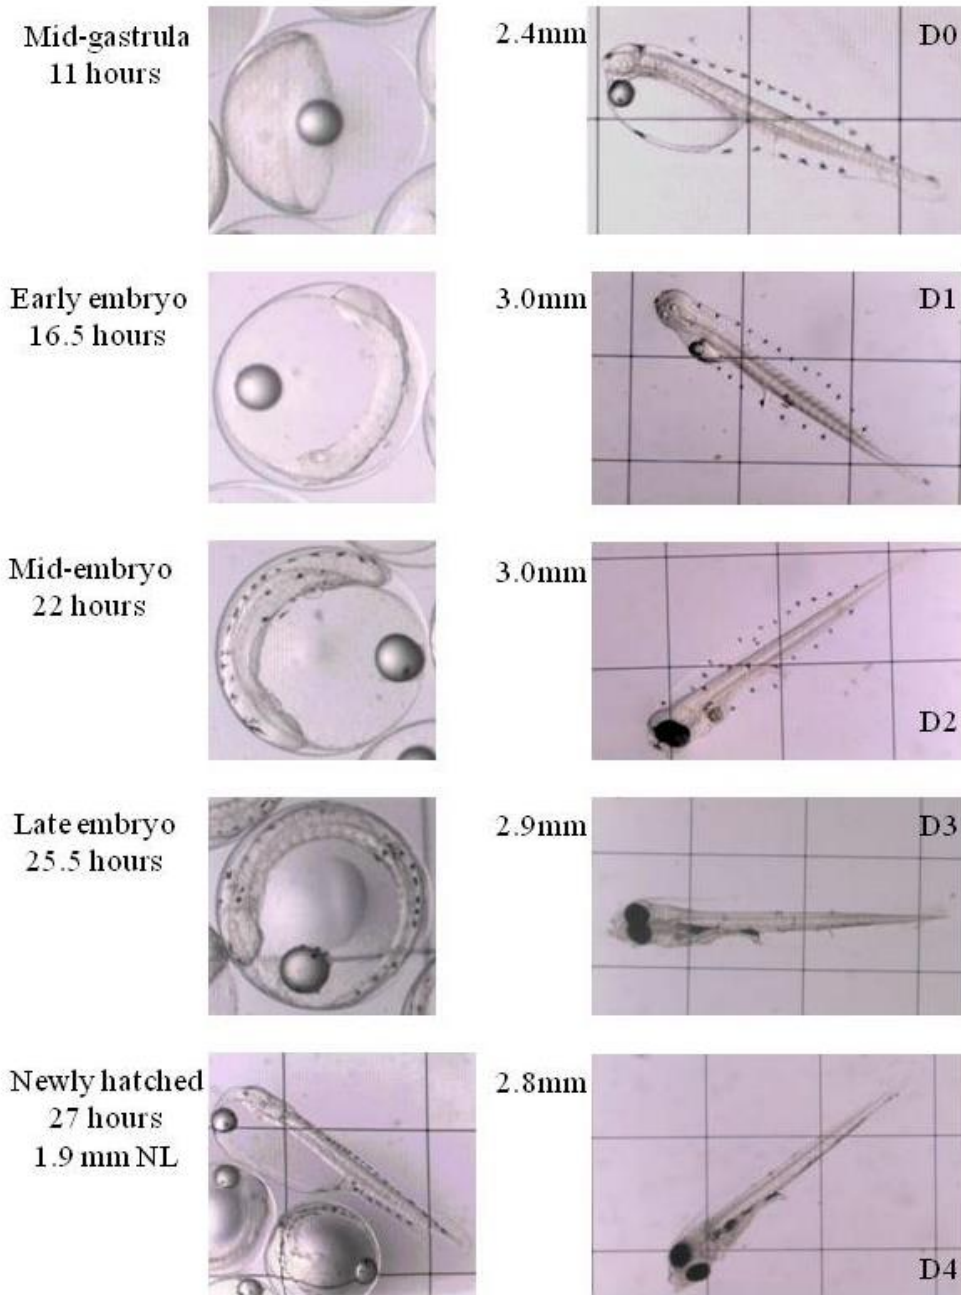 Mid-gastrula
11 hours
2.4mm
D0
Early embryo
16.5 hours
3.0mm
D1
Mid-embryo
22 hours
3.0mm
D2
Late embryo
25.5 hours
2.9mm
D3
Newly hatched
27 hours
1.9 mm NL
2.8mm
D4